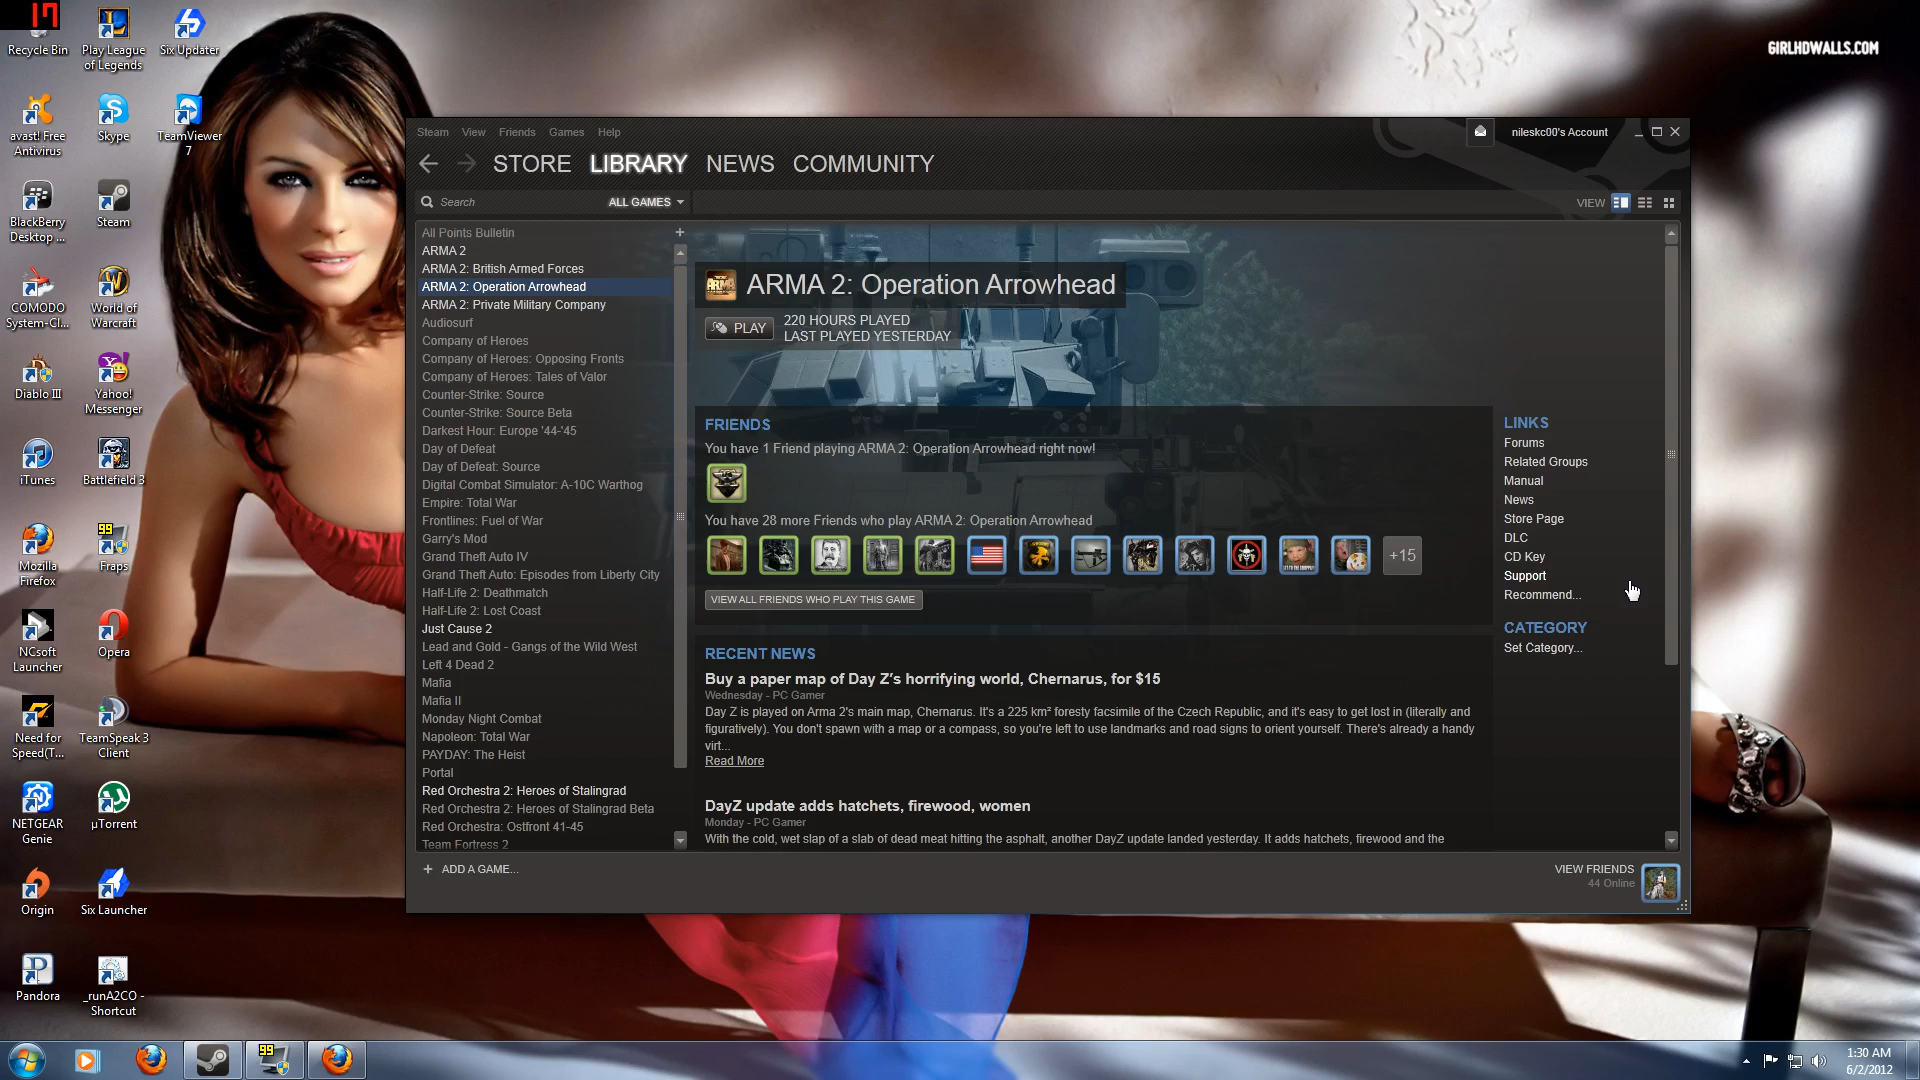 17
Recycle Bin
Play League
of Legends
Six Updater
avast! Free
Antivirus
Skype
TeamViewer
7
BlackBerry
Desktop ...
Steam
COMODO
System-Cl...
World of
Warcraft
Diablo III
Yahoo!
Messenger
iTunes
Battlefield 3
99
Mozilla
Firefox
Fraps
NCsoft
Launcher
Opera
Need for
Speed(T...
TeamSpeak 3
Client
NETGEAR
Genie
µTorrent
Origin
Six Launcher
Pandora
_runA2CO -
Shortcut
GIRLHDWALLS.COM
Steam View Friends Games Help
nileskc00's Account
STORE LIBRARY NEWS COMMUNITY
Search
ALL GAMES
VIEW
All Points Bulletin
ARMA 2
ARMA 2: British Armed Forces
ARMA 2: Operation Arrowhead
ARMA 2: Private Military Company
Audiosurf
Company of Heroes
Company of Heroes: Opposing Fronts
Company of Heroes: Tales of Valor
Counter-Strike: Source
Counter-Strike: Source Beta
Darkest Hour: Europe '44-'45
Day of Defeat
Day of Defeat: Source
Digital Combat Simulator: A-10C Warthog
Empire: Total War
Frontlines: Fuel of War
Garry's Mod
Grand Theft Auto IV
Grand Theft Auto: Episodes from Liberty City
Half-Life 2: Deathmatch
Half-Life 2: Lost Coast
Just Cause 2
Lead and Gold - Gangs of the Wild West
Left 4 Dead 2
Mafia
Mafia II
Monday Night Combat
Napoleon: Total War
PAYDAY: The Heist
Portal
Red Orchestra 2: Heroes of Stalingrad
Red Orchestra 2: Heroes of Stalingrad Beta
Red Orchestra: Ostfront 41-45
Team Fortress 2
ADD A GAME...
ARMA
ARMA 2: Operation Arrowhead
PLAY
220 HOURS PLAYED
LAST PLAYED YESTERDAY
FRIENDS
You have 1 Friend playing ARMA 2: Operation Arrowhead right now!
You have 28 more Friends who play ARMA 2: Operation Arrowhead
+15
VIEW ALL FRIENDS WHO PLAY THIS GAME
RECENT NEWS
Buy a paper map of Day Z's horrifying world, Chernarus, for $15
Wednesday - PC Gamer
Day Z is played on Arma 2's main map, Chernarus. It's a 225 km² foresty facsimile of the Czech Republic, and it's easy to get lost in (literally and
figuratively). You don't spawn with a map or a compass, so you're left to use landmarks and road signs to orient yourself. There's already a handy
virt...
Read More
DayZ update adds hatchets, firewood, women
Monday - PC Gamer
With the cold, wet slap of a slab of dead meat hitting the asphalt, another DayZ update landed yesterday. It adds hatchets, firewood and the
LINKS
Forums
Related Groups
Manual
News
Store Page
DLC
CD Key
Support
Recommend...
CATEGORY
Set Category...
VIEW FRIENDS
44 Online
99
1:30 AM
6/2/2012